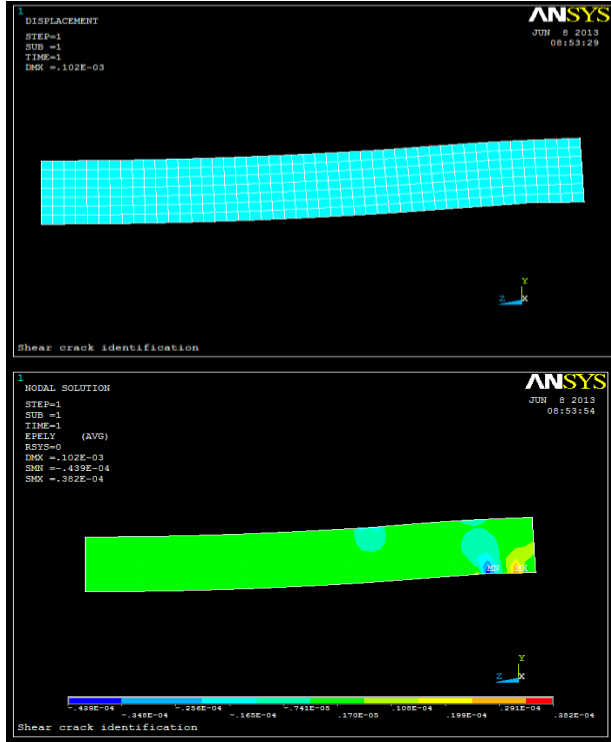 1
DISPLACEMENT
STEP=1
SUB =1
TIME=1
DMX =.102E-03
ANSYS
JUN 8 2013
08:53:29
Y
Z X
Shear crack identification
1
NODAL SOLUTION
STEP=1
SUB =1
TIME=1
EPELY (AVG)
RSYS=0
DMX =.102E-03
SMN =-.439E-04
SMX =.382E-04
ANSYS
JUN 8 2013
08:53:54
MN MX
Y
Z X
-.439E-04 -.256E-04 -.741E-05 .108E-04 .291E-04
-.348E-04 -.165E-04 .170E-05 .199E-04 .382E-04
Shear crack identification